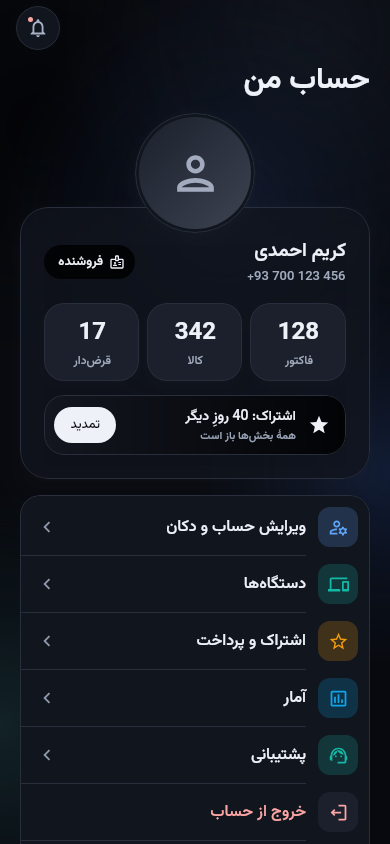 حساب من
کریم احمدی
+93 700 123 456
فروشنده
128
فاکتور
342
کالا
17
قرض‌دار
اشتراک: 40 روز دیگر
همهٔ بخش‌ها باز است
تمدید
ویرایش حساب و دکان
دستگاه‌ها
اشتراک و پرداخت
آمار
پشتیبانی
خروج از حساب